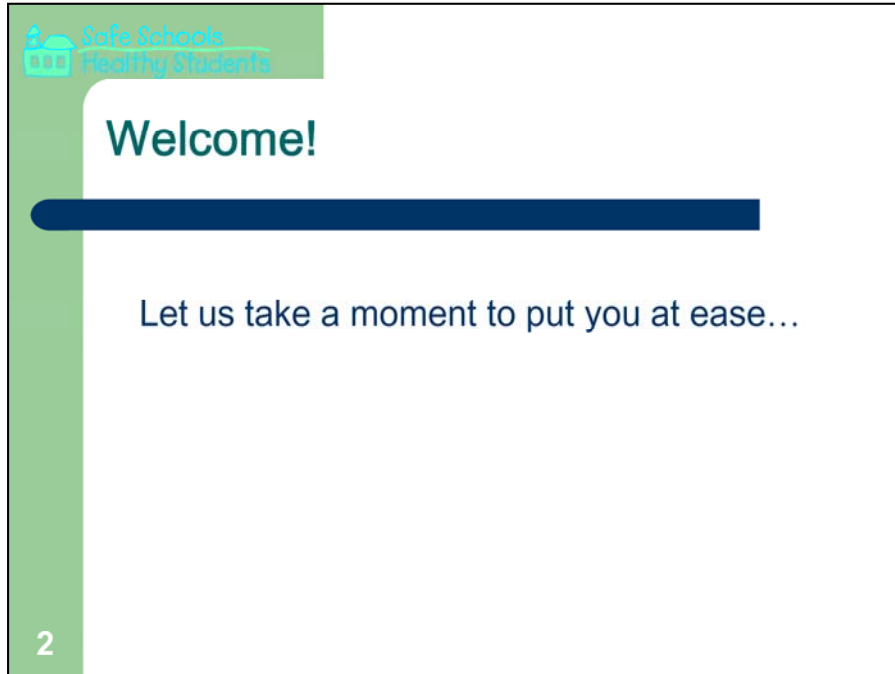 Safe Schools
Healthy Students
Welcome!
Let us take a moment to put you at ease…
2